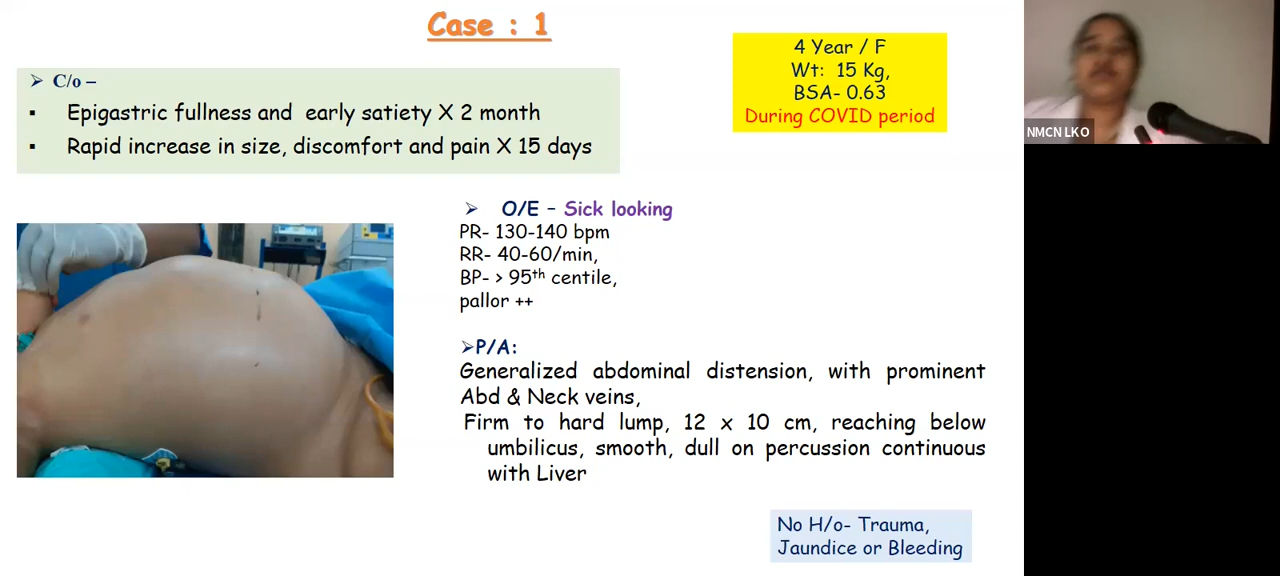 Case : 1
4 Year / F
Wt: 15 Kg,
BSA- 0.63
During COVID period
NMCN LKO
➢ C/o –
▪ Epigastric fullness and early satiety X 2 month
▪ Rapid increase in size, discomfort and pain X 15 days
➢ O/E – Sick looking
PR- 130-140 bpm
RR- 40-60/min,
BP- > 95th centile,
pallor ++
➢P/A:
Generalized abdominal distension, with prominent
Abd & Neck veins,
Firm to hard lump, 12 x 10 cm, reaching below
umbilicus, smooth, dull on percussion continuous
with Liver
No H/o- Trauma,
Jaundice or Bleeding